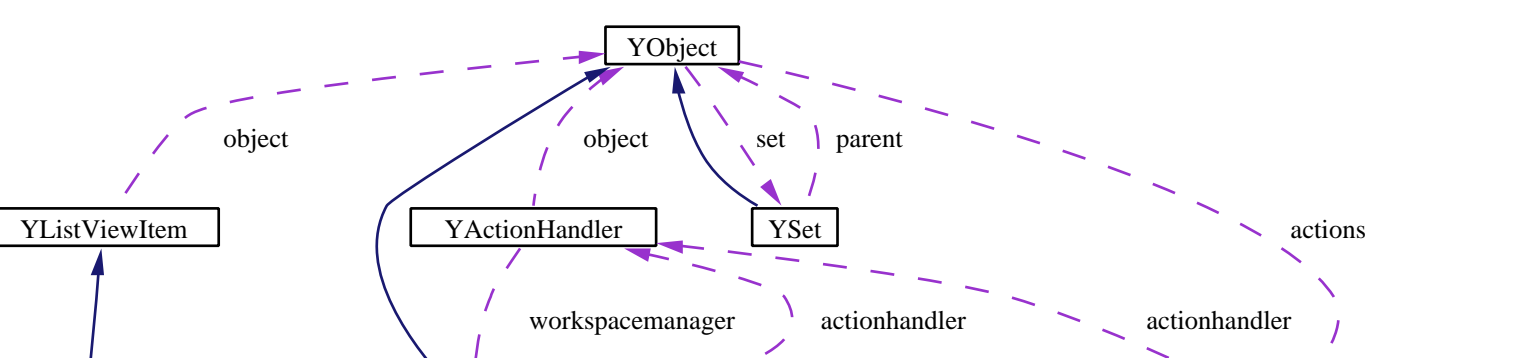 YObject
object
object
set
parent
YListViewItem
YActionHandler
YSet
actions
workspacemanager
actionhandler
actionhandler